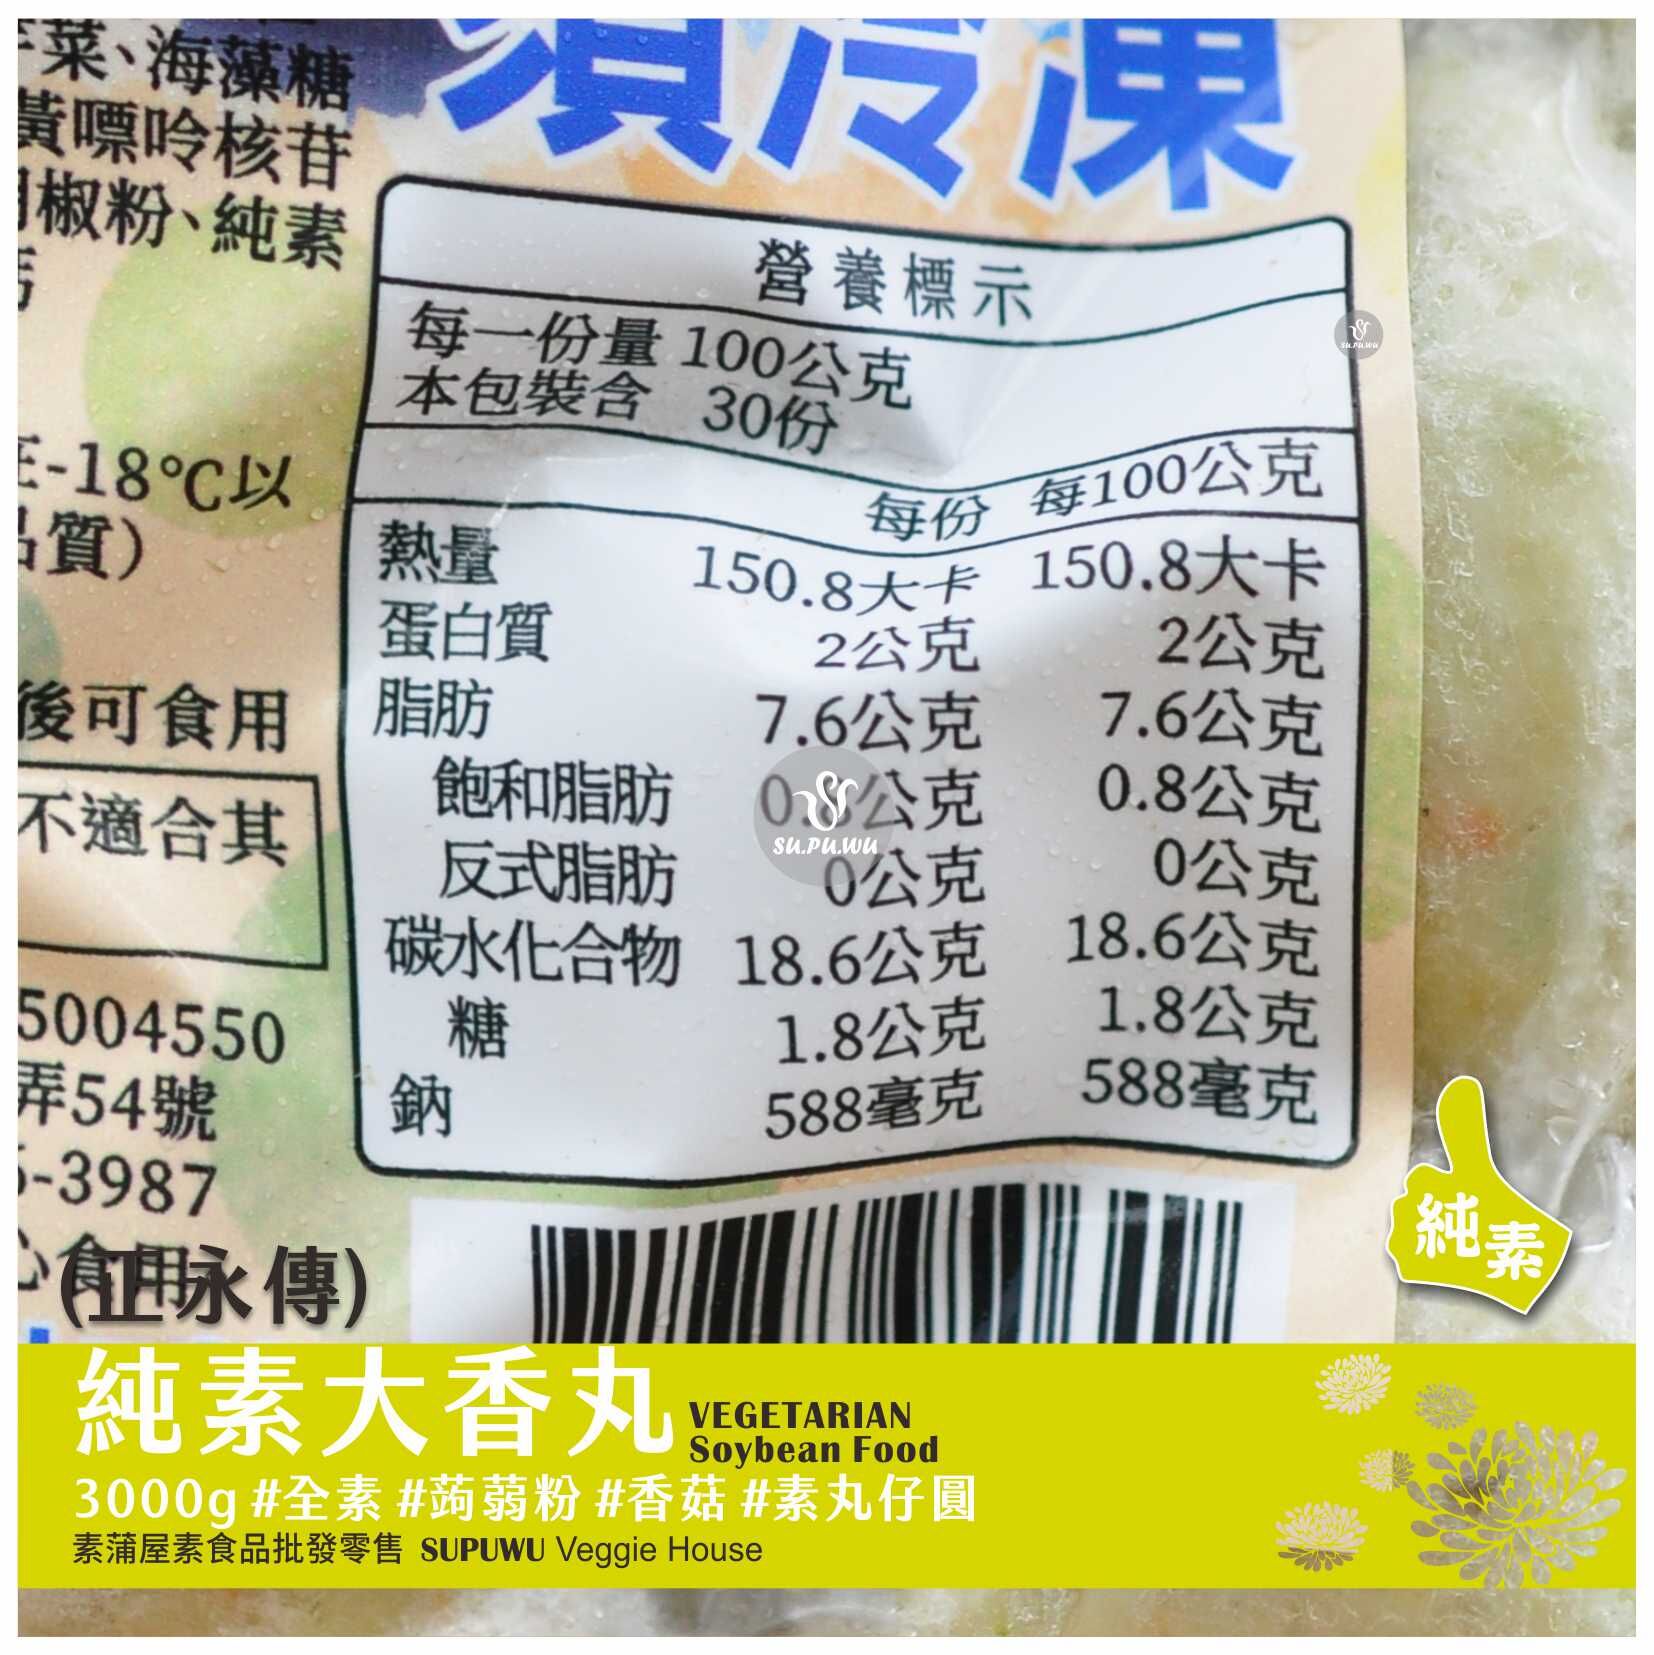 菜、海藻糖
黃嘌呤核苷
椒粉、純素
須冷凍
營養標示
每一份量 100公克
本包裝含 30份
每份 每100公克
熱量 150.8大卡 150.8大卡
蛋白質 2公克 2公克
脂肪 7.6公克 7.6公克
飽和脂肪 0.8公克 0.8公克
反式脂肪 0公克 0公克
碳水化合物 18.6公克 18.6公克
糖 1.8公克 1.8公克
鈉 588毫克 588毫克
-18℃以
質)
後可食用
不適合其
5004550
弄54號
-3987
食用
SU.PU.WU
SU.PU.WU
純素
(正永傳)
純素大香丸
VEGETARIAN
Soybean Food
3000g #全素 #蒟蒻粉 #香菇 #素丸仔圓
素蒲屋素食品批發零售 SUPUWU Veggie House